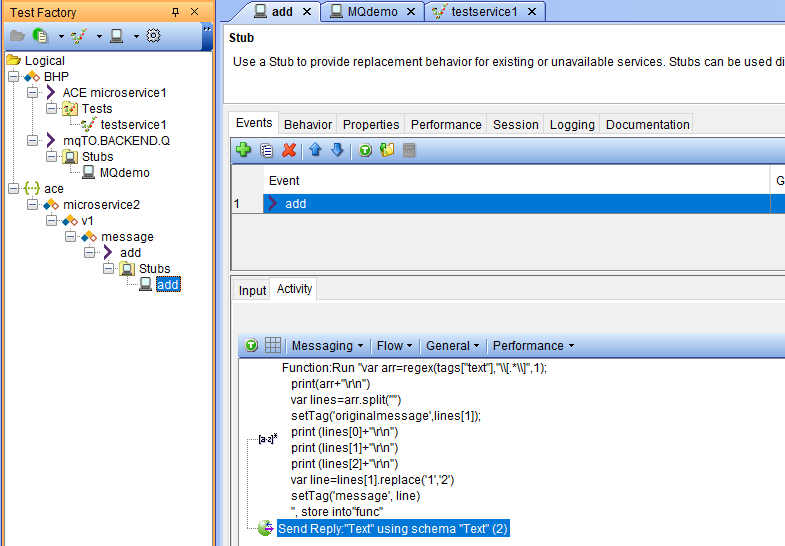 Test Factory
Logical
BHP
ACE microservice1
Tests
testservice1
mqTO.BACKEND.Q
Stubs
MQdemo
ace
microservice2
v1
message
add
Stubs
add
add
MQdemo
testservice1
Stub
Use a Stub to provide replacement behavior for existing or unavailable services. Stubs can be used di
Events Behavior Properties Performance Session Logging Documentation
Event G
1 add
Input Activity
Messaging Flow General Performance
Function:Run "var arr=regex(tags["text"],"\\[.*\\]",1);
print(arr+"\r\n")
var lines=arr.split("")
setTag('originalmessage',lines[1]);
print (lines[0]+"\r\n")
print (lines[1]+"\r\n")
print (lines[2]+"\r\n")
var line=lines[1].replace('1','2')
setTag('message', line)
", store into"func"
Send Reply:"Text" using schema "Text" (2)